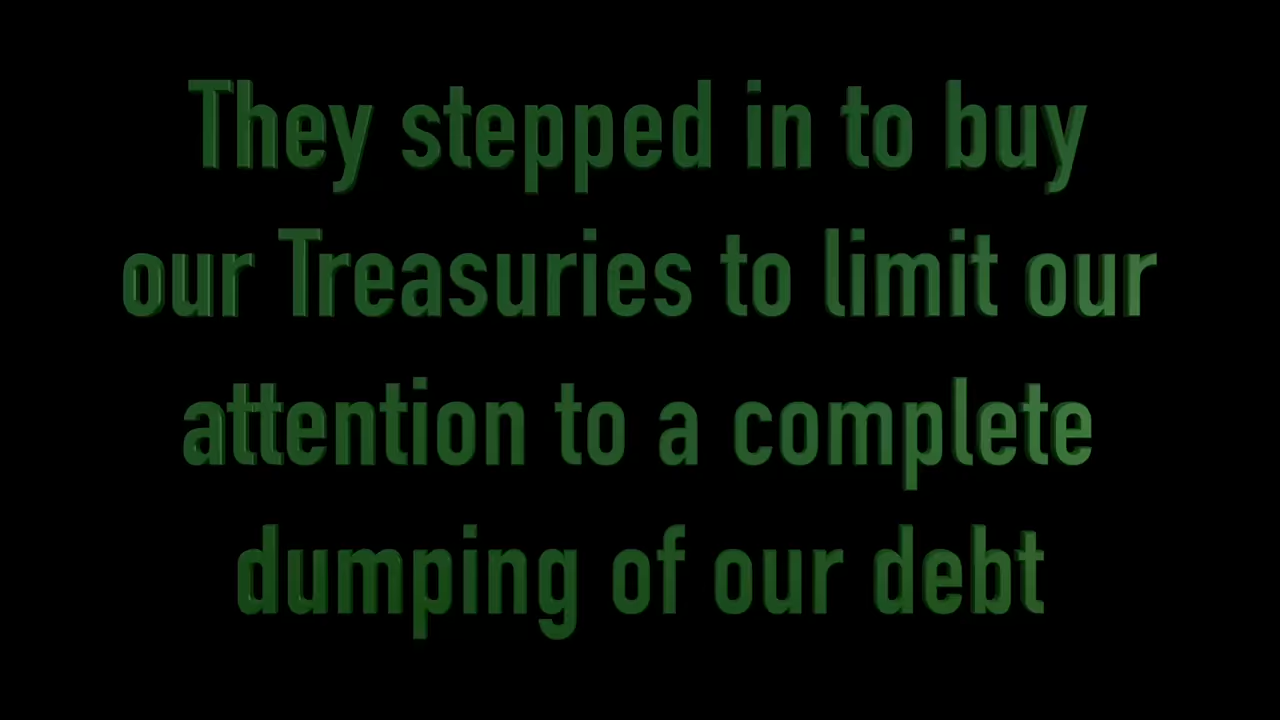 They stepped in to buy
our Treasuries to limit our
attention to a complete
dumping of our debt